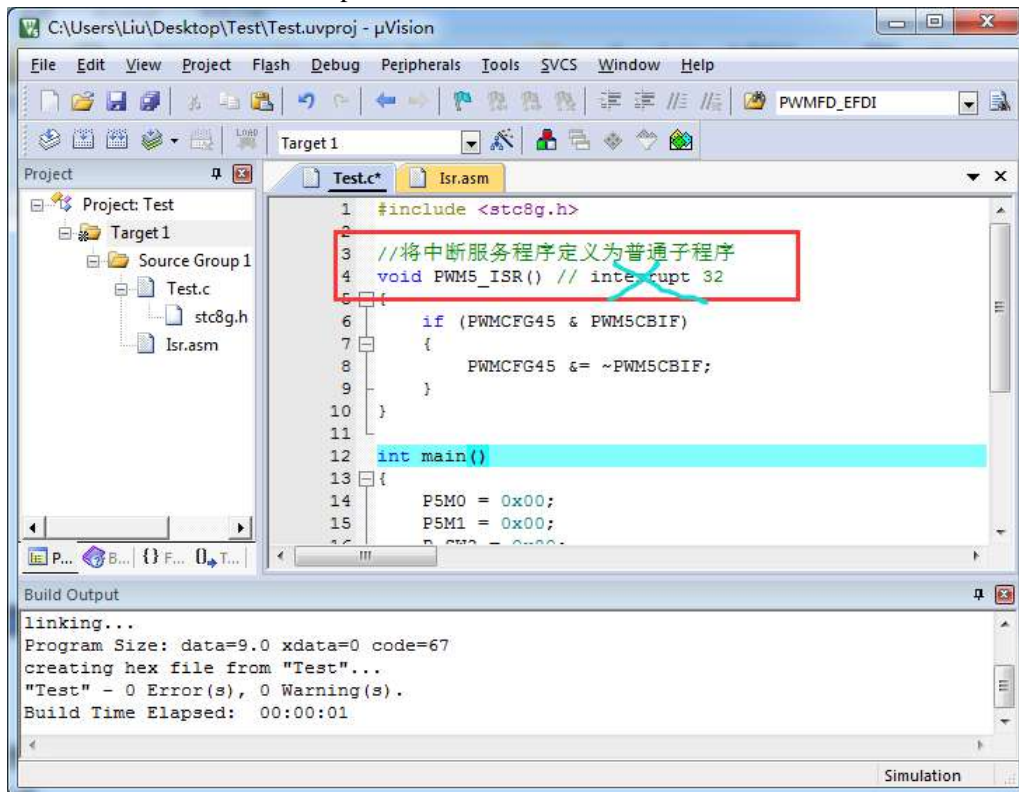 C:\Users\Liu\Desktop\Test\Test.uvproj - µVision
File Edit View Project Flash Debug Peripherals Tools SVCS Window Help
PWMFD_EFDI
LOAD Target 1
Project
Test.c* Isr.asm
Project: Test
Target 1
Source Group 1
Test.c
stc8g.h
Isr.asm
P... B... {} F... 0 T...
1 #include <stc8g.h>
2
3 //将中断服务程序定义为普通子程序
4 void PWM5_ISR() // interrupt 32
5 {
6 if (PWMCFG45 & PWM5CBIF)
7 {
8 PWMCFG45 &= ~PWM5CBIF;
9 }
10 }
11
12 int main()
13 {
14 P5M0 = 0x00;
15 P5M1 = 0x00;
Build Output
linking...
Program Size: data=9.0 xdata=0 code=67
creating hex file from "Test"...
"Test" - 0 Error(s), 0 Warning(s).
Build Time Elapsed: 00:00:01
Simulation